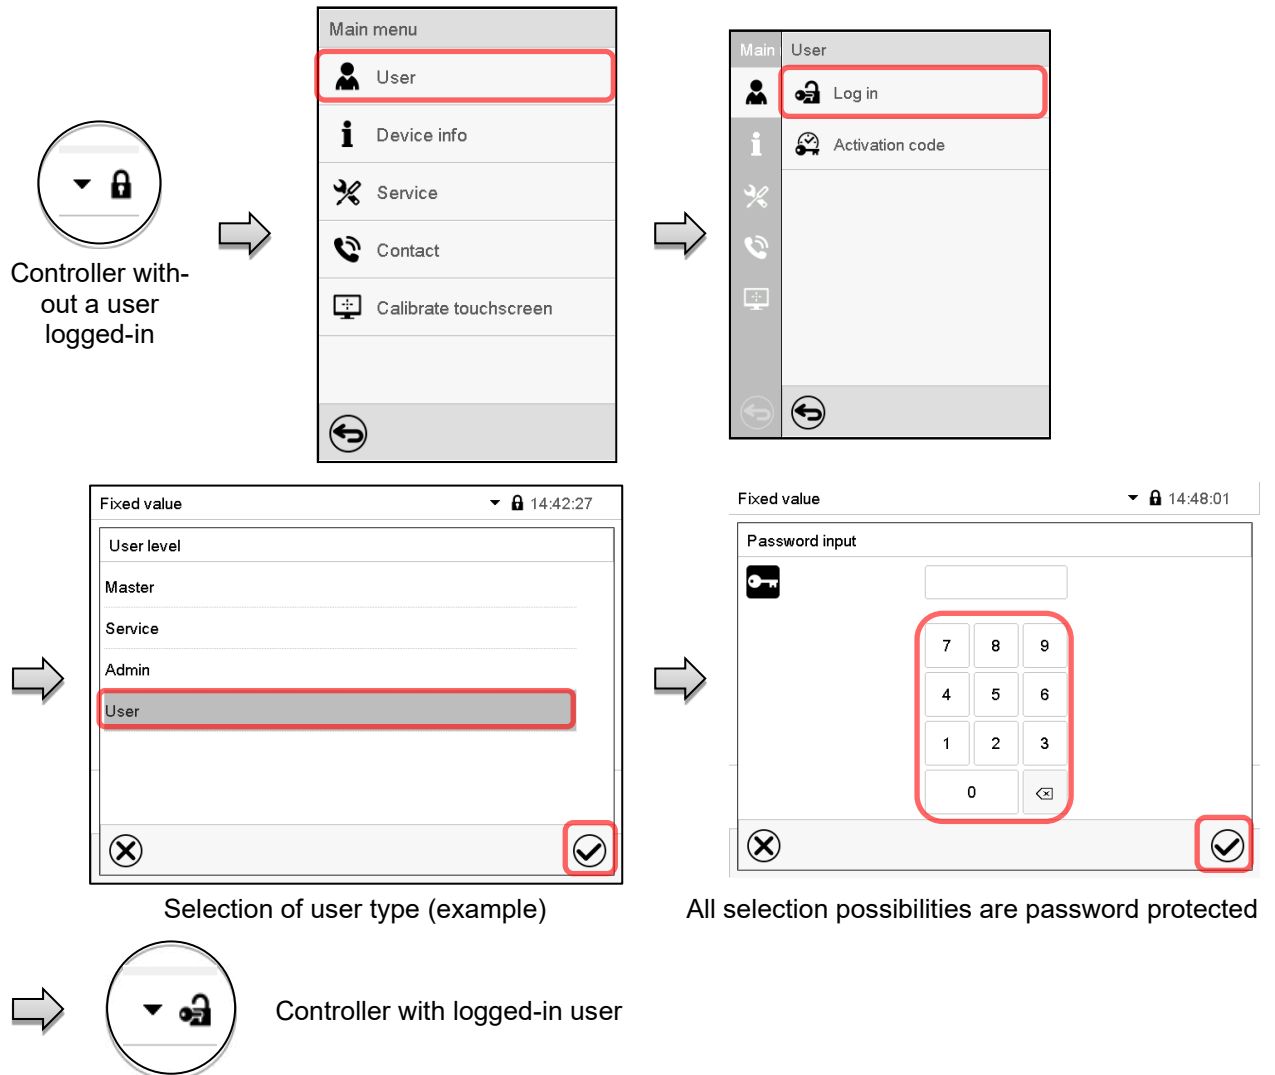 Main menu
User
Device info
Service
Contact
Calibrate touchscreen
Main
User
Log in
Activation code
Controller with-
out a user
logged-in
Fixed value 14:42:27
User level
Master
Service
Admin
User
Selection of user type (example)
Fixed value 14:48:01
Password input
7 8 9
4 5 6
1 2 3
0
All selection possibilities are password protected
Controller with logged-in user